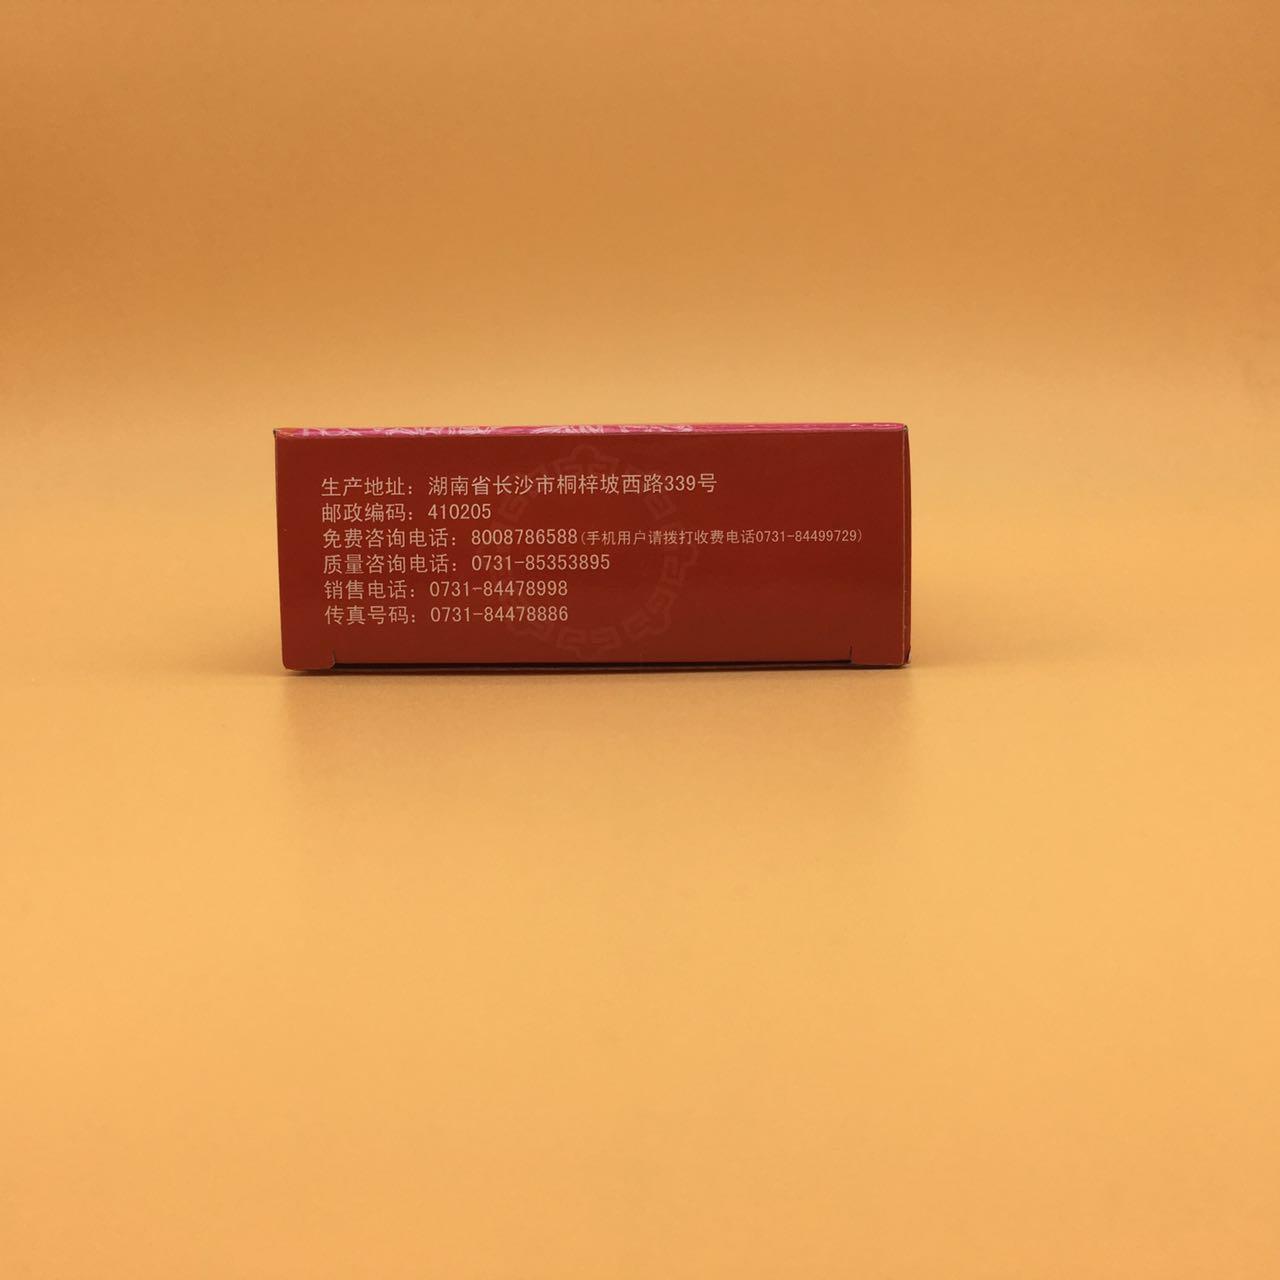 生产地址：湖南省长沙市桐梓坡西路339号
邮政编码：410205
免费咨询电话：8008786588(手机用户请拨打收费电话0731-84499729)
质量咨询电话：0731-85353895
销售电话：0731-84478998
传真号码：0731-84478886